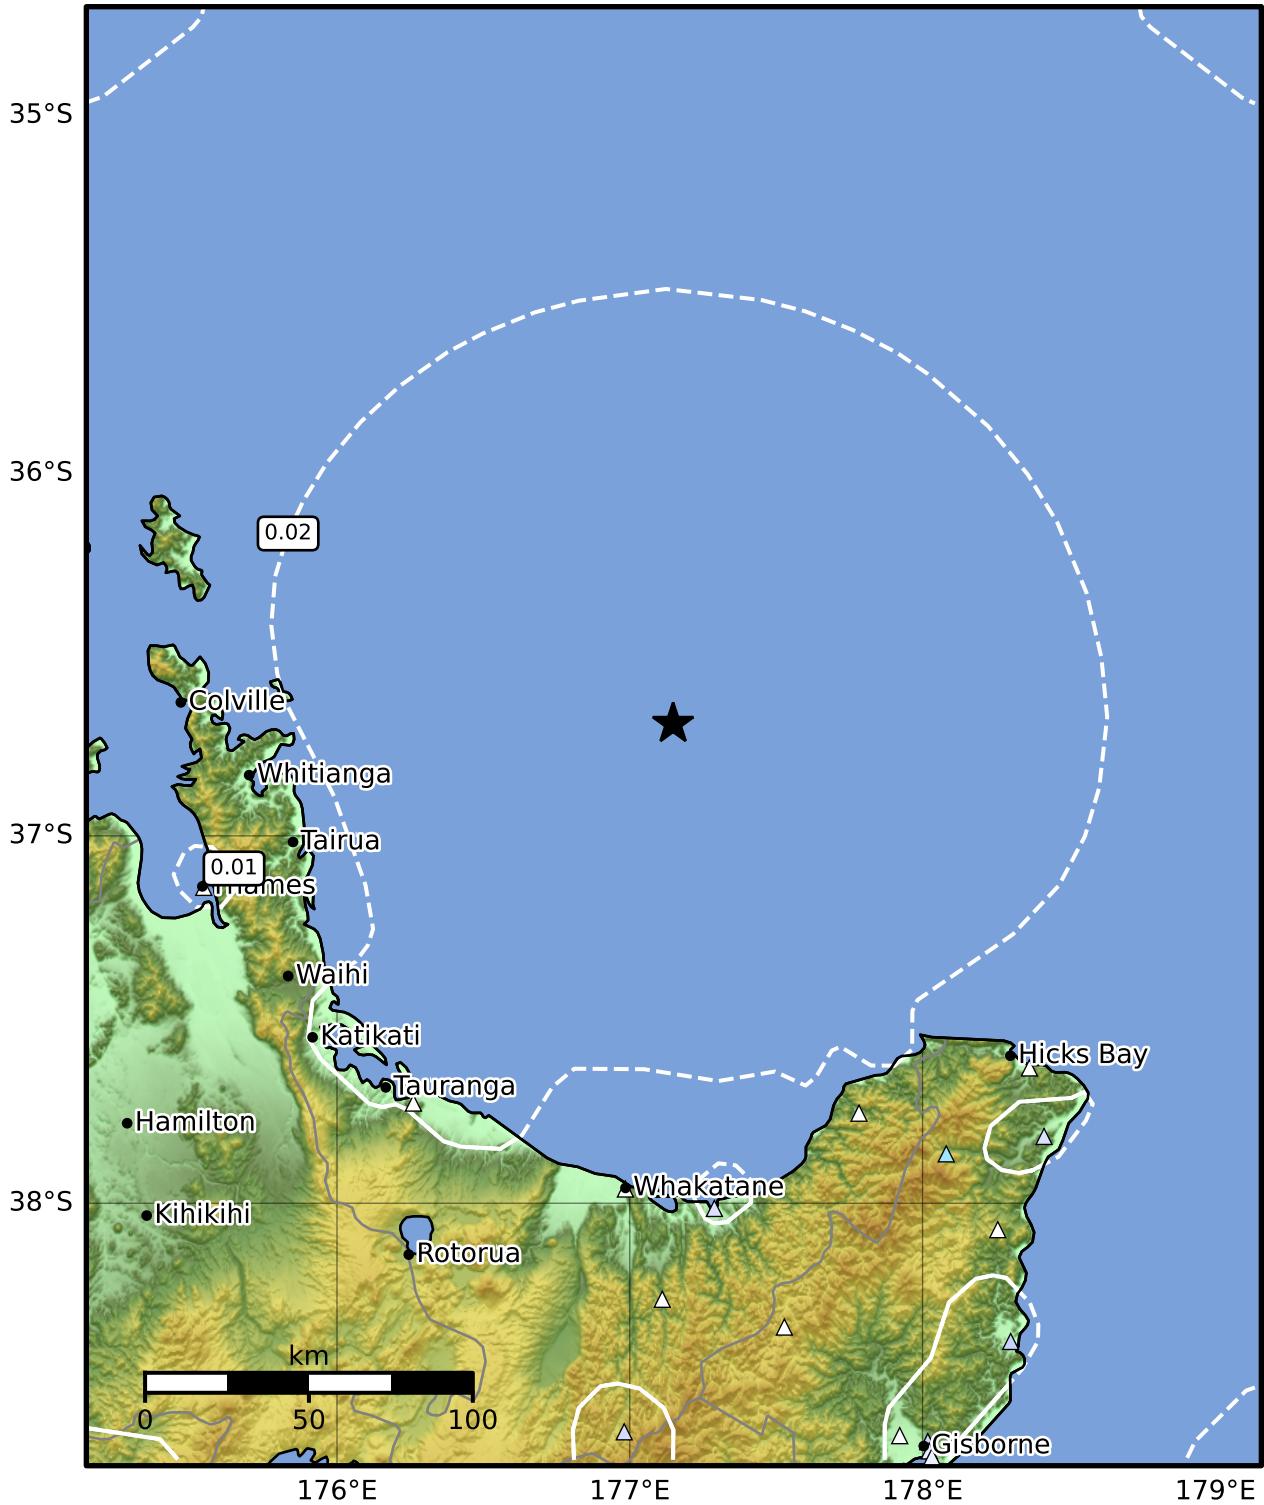 35°S
36°S
0.02
Colville
Whitianga
37°S
Tairua
0.01
Thames
Waihi
Katikati
Hicks Bay
Tauranga
Hamilton
Whakatane
38°S
Kihikihi
Rotorua
km
0 50 100
Gisborne
176°E 177°E 178°E 179°E